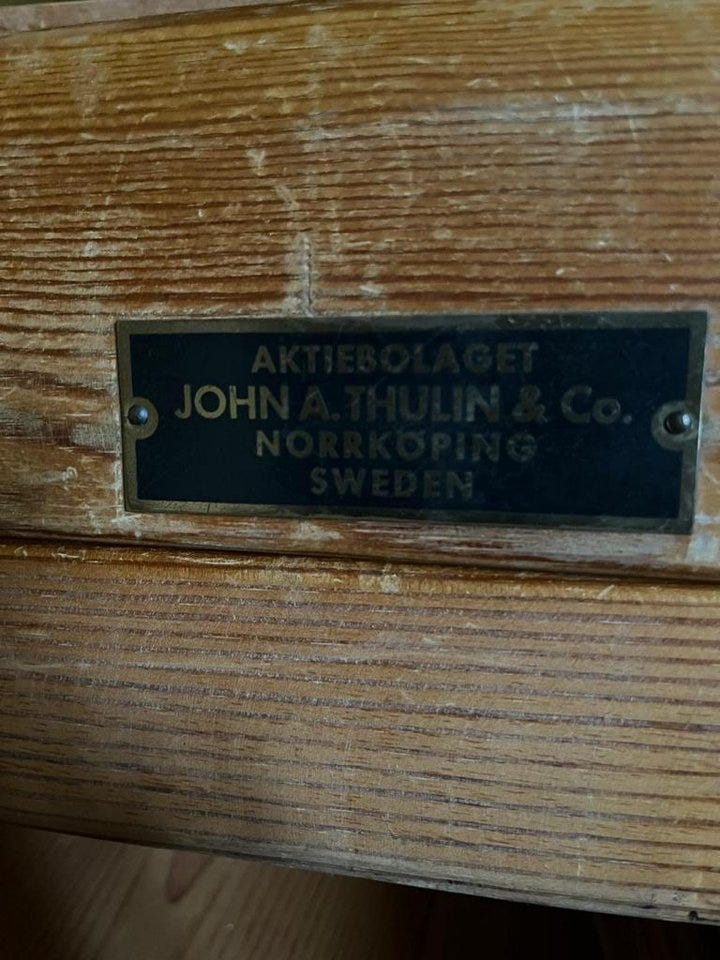 AKTIEBOLAGET
JOHN A. THULIN & Co.
NORRKÖPING
SWEDEN